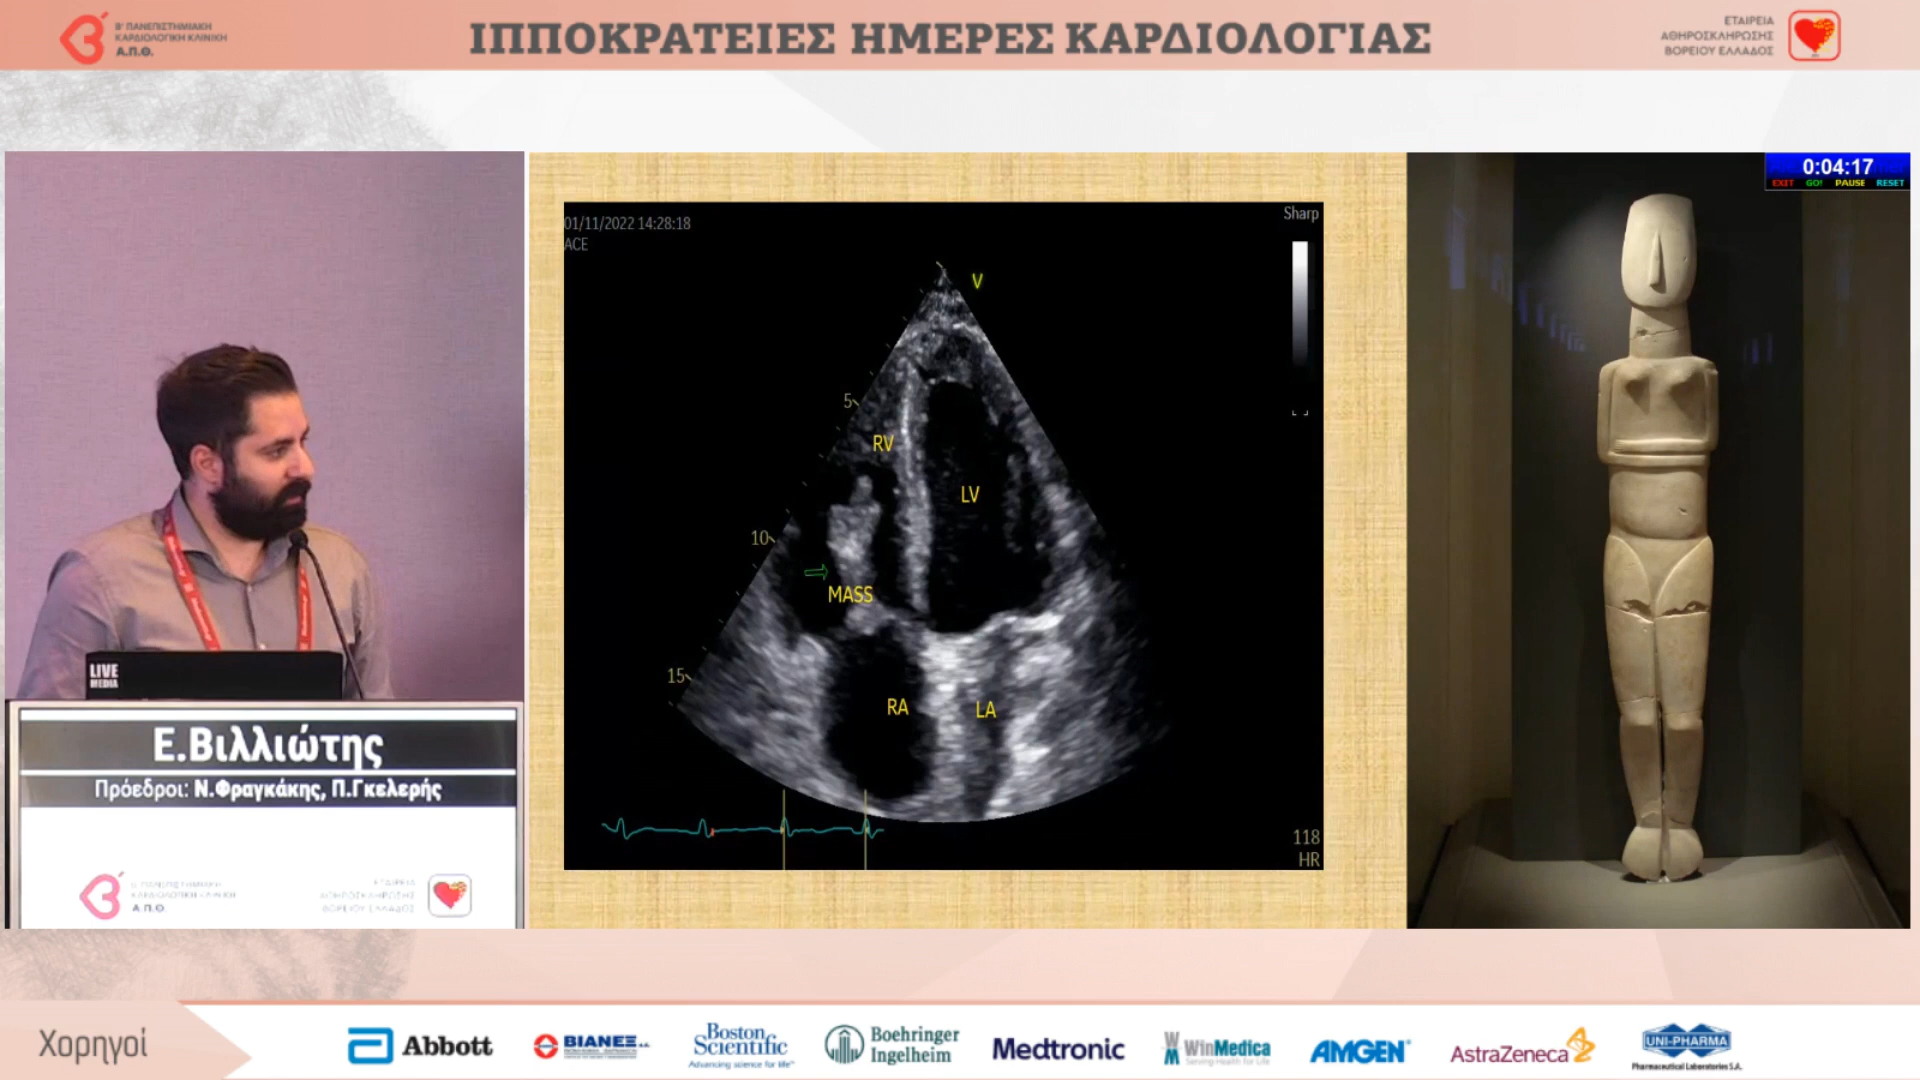 Β' ΠΑΝΕΠΙΣΤΗΜΙΑΚΗ
ΚΑΡΔΙΟΛΟΓΙΚΗ ΚΛΙΝΙΚΗ
Α.Π.Θ.
ΙΠΠΟΚΡΑΤΕΙΕΣ ΗΜΕΡΕΣ ΚΑΡΔΙΟΛΟΓΙΑΣ
ΕΤΑΙΡΕΙΑ
ΑΘΗΡΟΣΚΛΗΡΩΣΗΣ
ΒΟΡΕΙΟΥ ΕΛΛΑΔΟΣ
0:04:17
EXIT GO! PAUSE RESET
01/11/2022 14:28:18
ACE
Sharp
V
5
RV
LV
10
MASS
15
RA
LA
118
HR
LIVE
MEDIA
Ε.Βιλλιώτης
Πρόεδροι: Ν.Φραγκάκης, Π.Γκελερής
Β' ΠΑΝΕΠΙΣΤΗΜΙΑΚΗ
ΚΑΡΔΙΟΛΟΓΙΚΗ ΚΛΙΝΙΚΗ
Α.Π.Θ.
ΕΤΑΙΡΕΙΑ
ΑΘΗΡΟΣΚΛΗΡΩΣΗΣ
ΒΟΡΕΙΟΥ ΕΛΛΑΔΟΣ
Χορηγοί
Abbott
ΒΙΑΝΕΞ Α.Ε.
Boston
Scientific
Advancing science for life™
Boehringer
Ingelheim
Medtronic
WinMedica
Serving Health for Life
AMGEN®
AstraZeneca
UNI-PHARMA
Pharmaceutical Laboratories S.A.